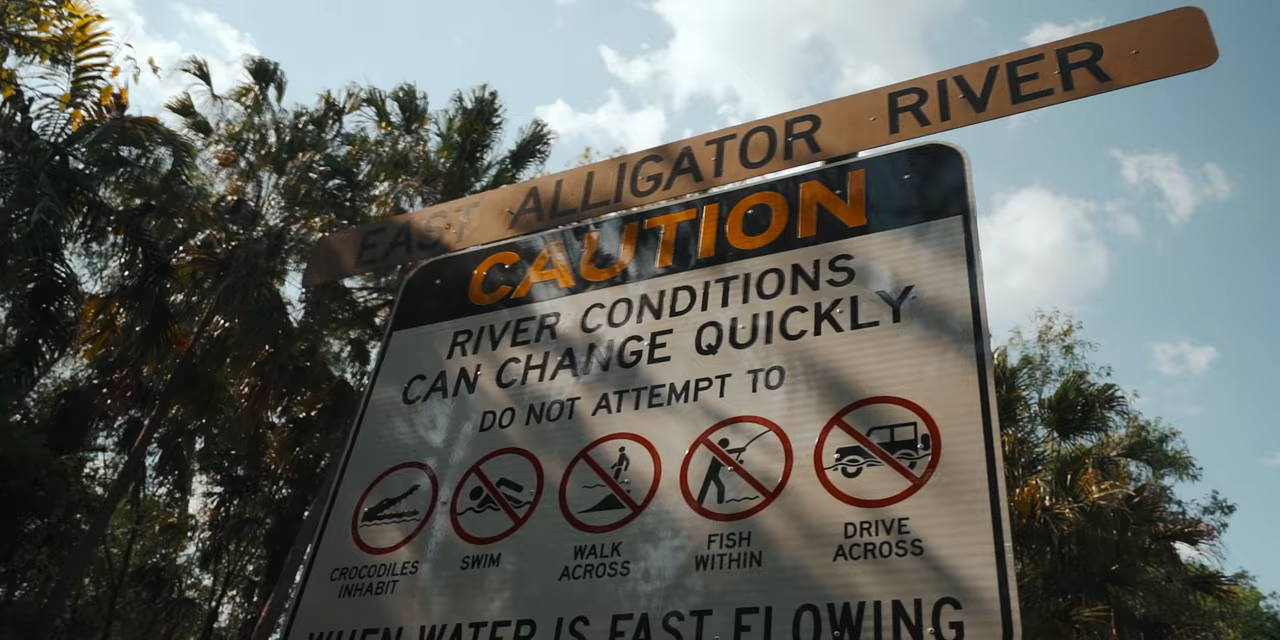 EAST ALLIGATOR RIVER
CAUTION
RIVER CONDITIONS
CAN CHANGE QUICKLY
DO NOT ATTEMPT TO
CROCODILES
INHABIT
SWIM
WALK
ACROSS
FISH
WITHIN
DRIVE
ACROSS
WHEN WATER IS FAST FLOWING